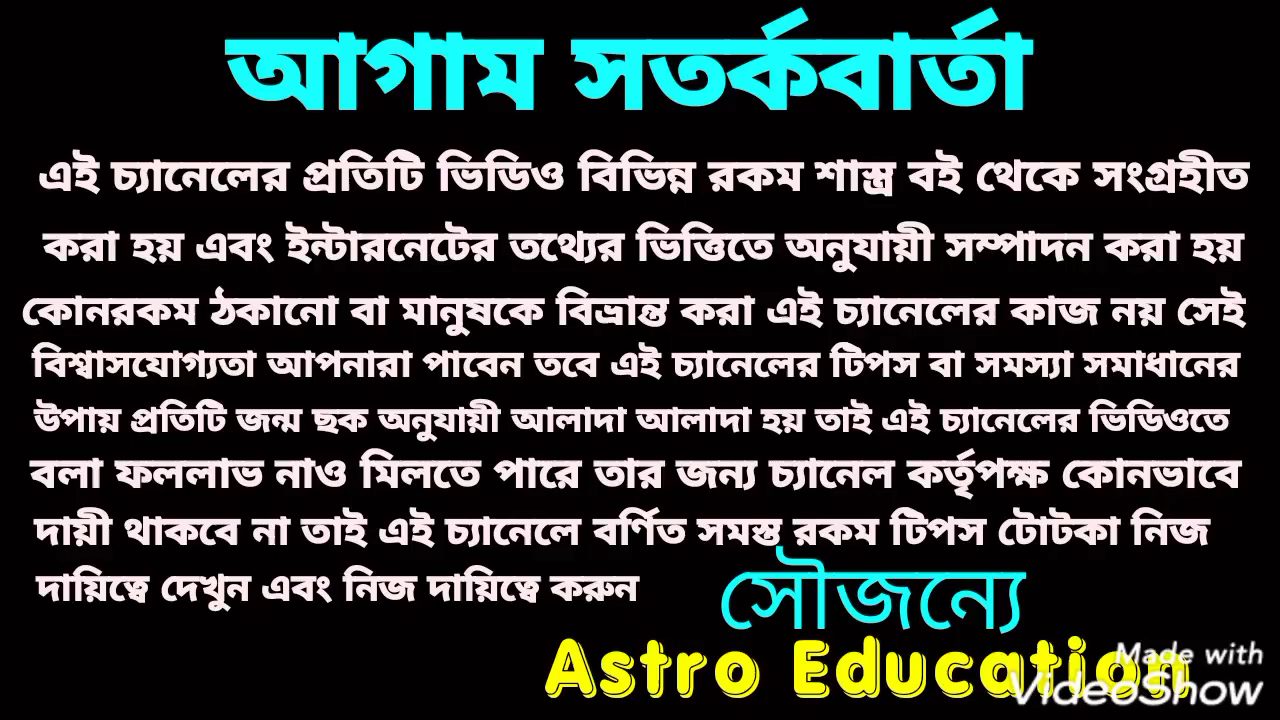 আগাম সতর্কবার্তা
এই চ্যানেলের প্রতিটি ভিডিও বিভিন্ন রকম শাস্ত্র বই থেকে সংগ্রহীত
করা হয় এবং ইন্টারনেটের তথ্যের ভিত্তিতে অনুযায়ী সম্পাদন করা হয়
কোনরকম ঠকানো বা মানুষকে বিভ্রান্ত করা এই চ্যানেলের কাজ নয় সেই
বিশ্বাসযোগ্যতা আপনারা পাবেন তবে এই চ্যানেলের টিপস বা সমস্যা সমাধানের
উপায় প্রতিটি জন্ম ছক অনুযায়ী আলাদা আলাদা হয় তাই এই চ্যানেলের ভিডিওতে
বলা ফললাভ নাও মিলতে পারে তার জন্য চ্যানেল কর্তৃপক্ষ কোনভাবে
দায়ী থাকবে না তাই এই চ্যানেলে বর্ণিত সমস্ত রকম টিপস টোটকা নিজ
দায়িত্বে দেখুন এবং নিজ দায়িত্বে করুন
সৌজন্যে
Astro Education
Made with
VideoShow